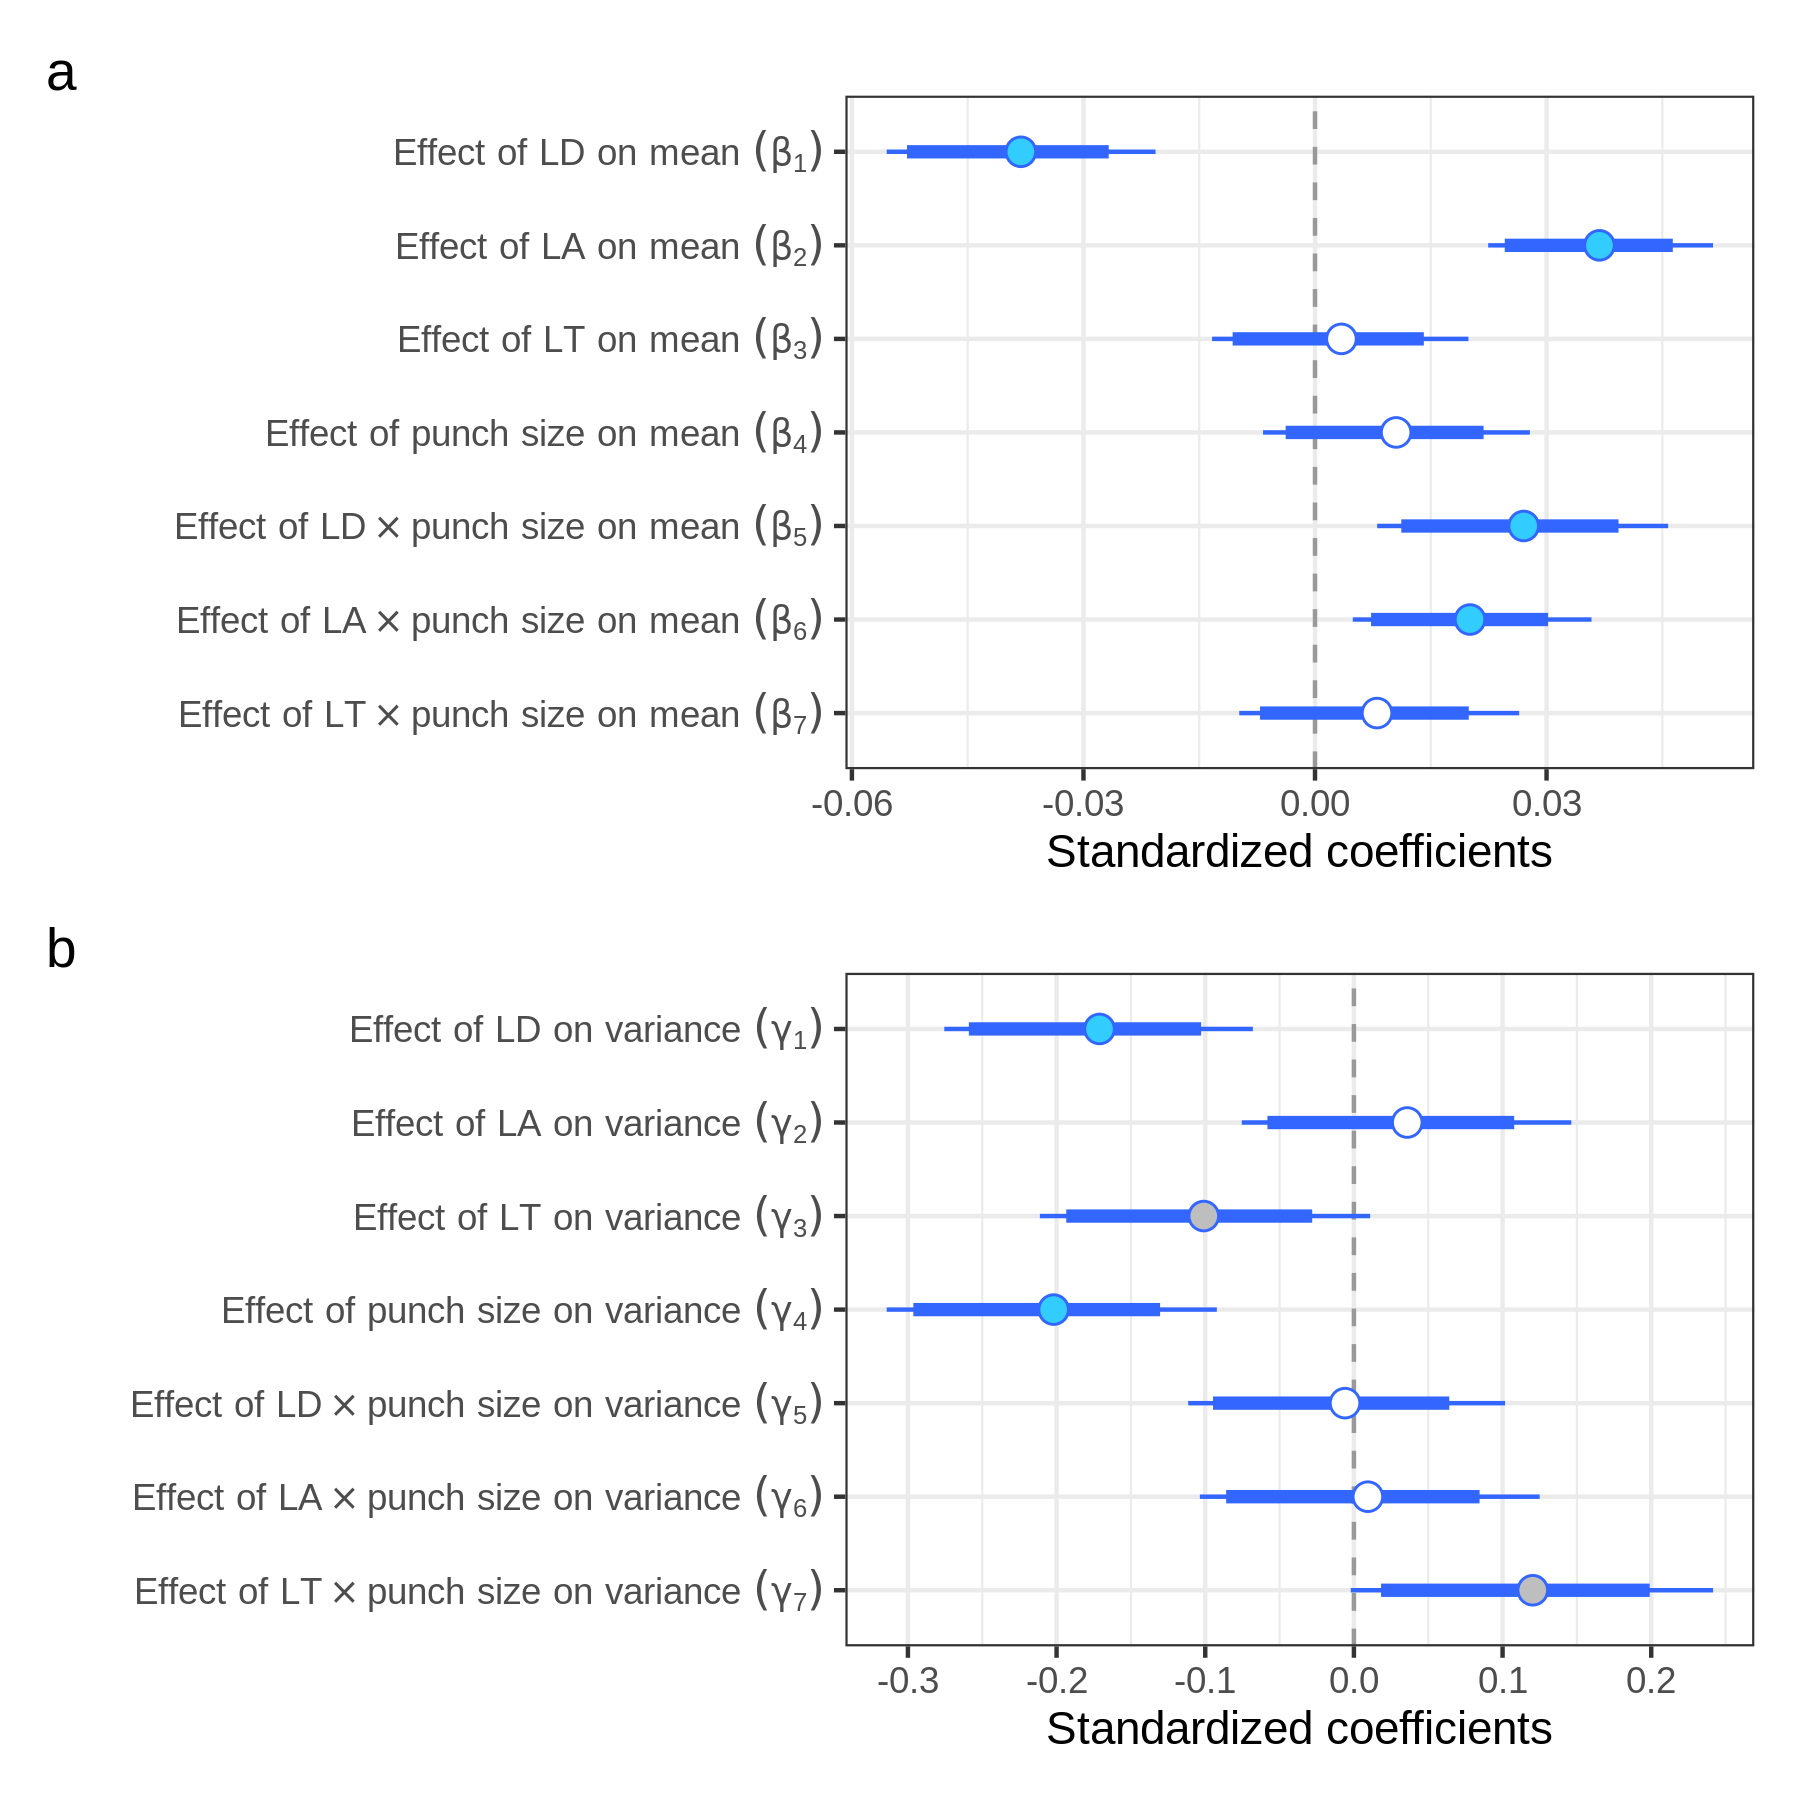 a
Effect of LD on mean (β₁)
Effect of LA on mean (β₂)
Effect of LT on mean (β₃)
Effect of punch size on mean (β₄)
Effect of LD × punch size on mean (β₅)
Effect of LA × punch size on mean (β₆)
Effect of LT × punch size on mean (β₇)
-0.06 -0.03 0.00 0.03
Standardized coefficients
b
Effect of LD on variance (γ₁)
Effect of LA on variance (γ₂)
Effect of LT on variance (γ₃)
Effect of punch size on variance (γ₄)
Effect of LD × punch size on variance (γ₅)
Effect of LA × punch size on variance (γ₆)
Effect of LT × punch size on variance (γ₇)
-0.3 -0.2 -0.1 0.0 0.1 0.2
Standardized coefficients